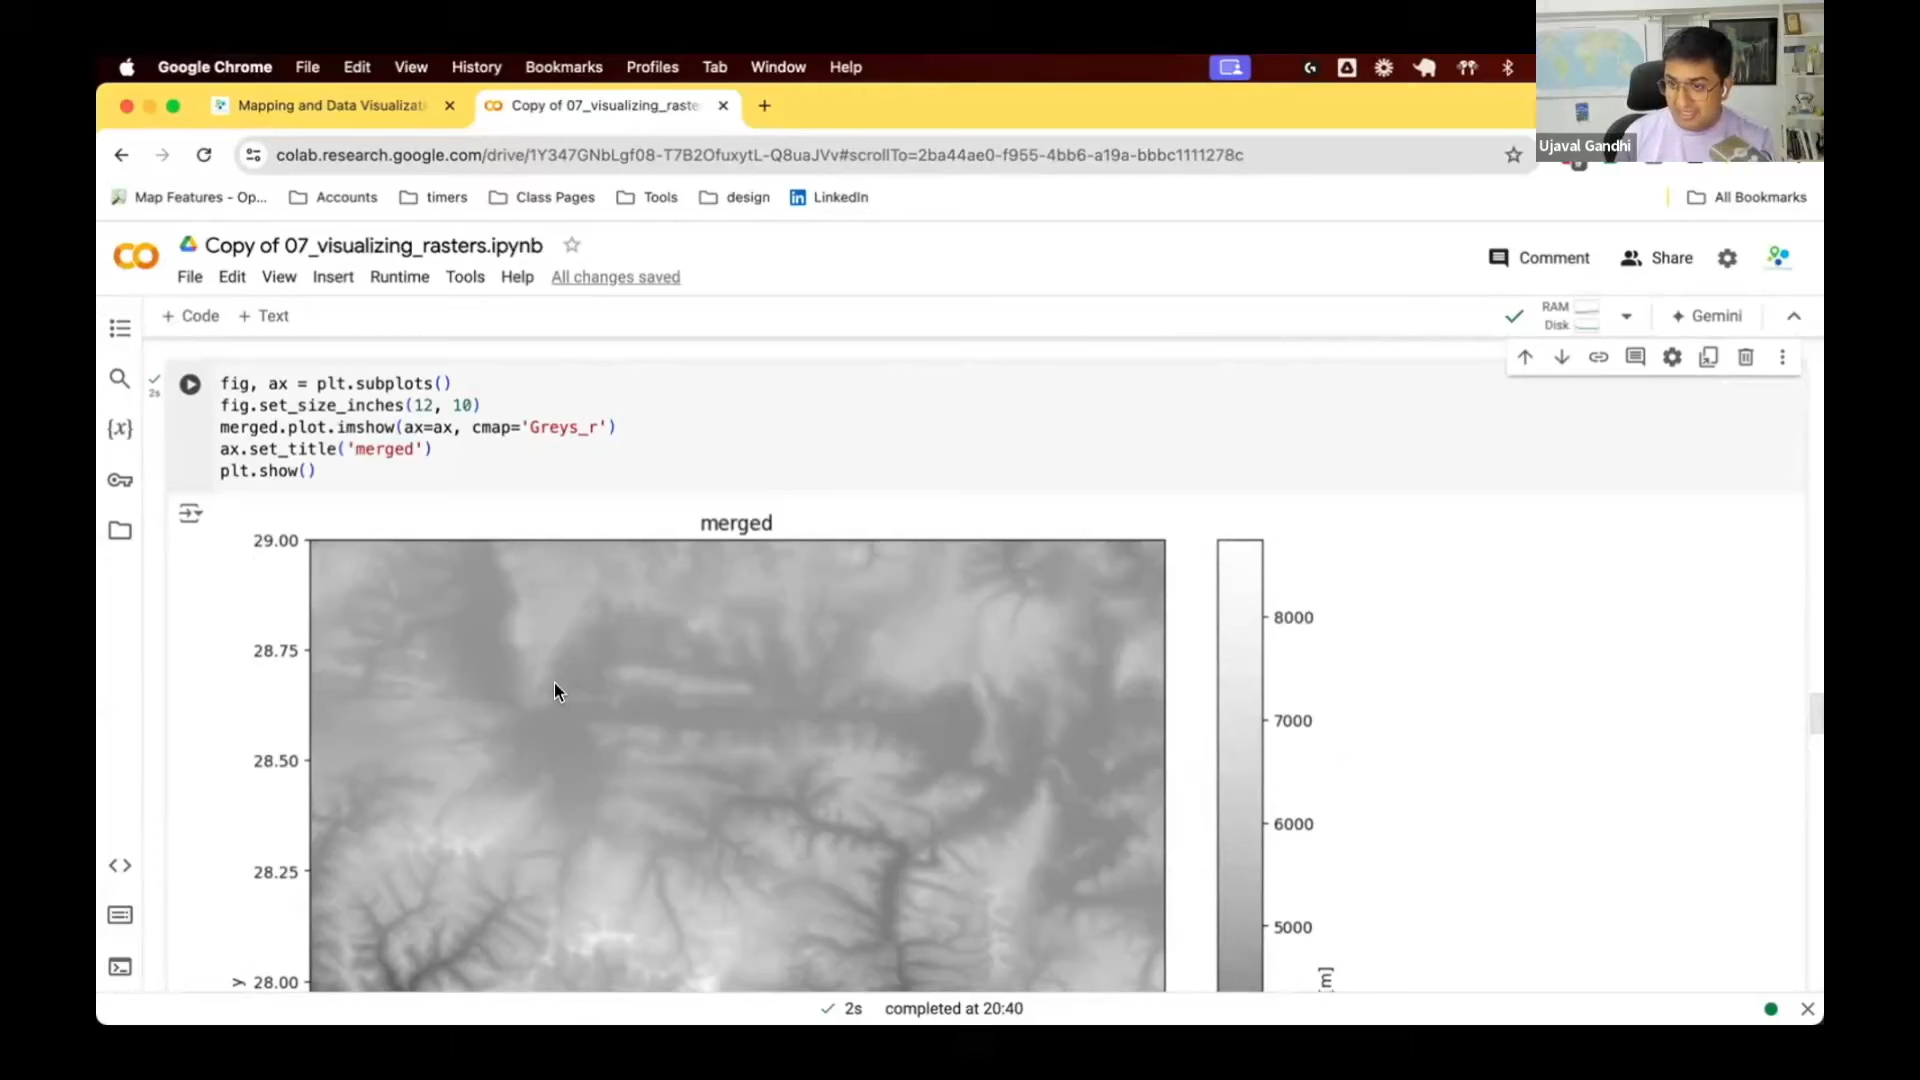 Google Chrome File Edit View History Bookmarks Profiles Tab Window Help
Ujaval Gandhi
Mapping and Data Visualizati
Copy of 07_visualizing_raste
colab.research.google.com/drive/1Y347GNbLgf08-T7B2OfuxytL-Q8uaJVv#scrollTo=2ba44ae0-f955-4bb6-a19a-bbbc1111278c
Map Features - Op... Accounts timers Class Pages Tools design LinkedIn All Bookmarks
Copy of 07_visualizing_rasters.ipynb
Comment Share
File Edit View Insert Runtime Tools Help All changes saved
+ Code + Text
RAM
Disk
Gemini
2s
fig, ax = plt.subplots()
fig.set_size_inches(12, 10)
merged.plot.imshow(ax=ax, cmap='Greys_r')
ax.set_title('merged')
plt.show()
merged
29.00
28.75
28.50
28.25
28.00
y
8000
7000
6000
5000
m]
2s completed at 20:40